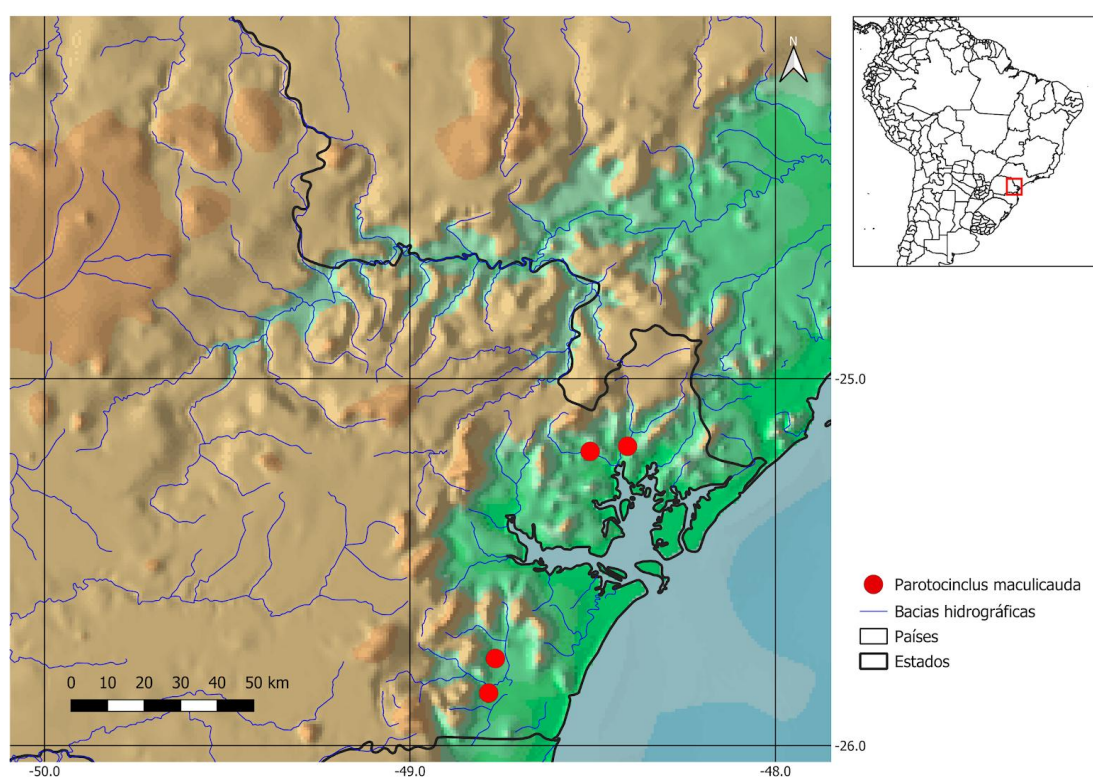 N
-25.0
Parotocinclus maculicauda
Bacias hidrográficas
Países
Estados
0 10 20 30 40 50 km
-26.0
-50.0 -49.0 -48.0